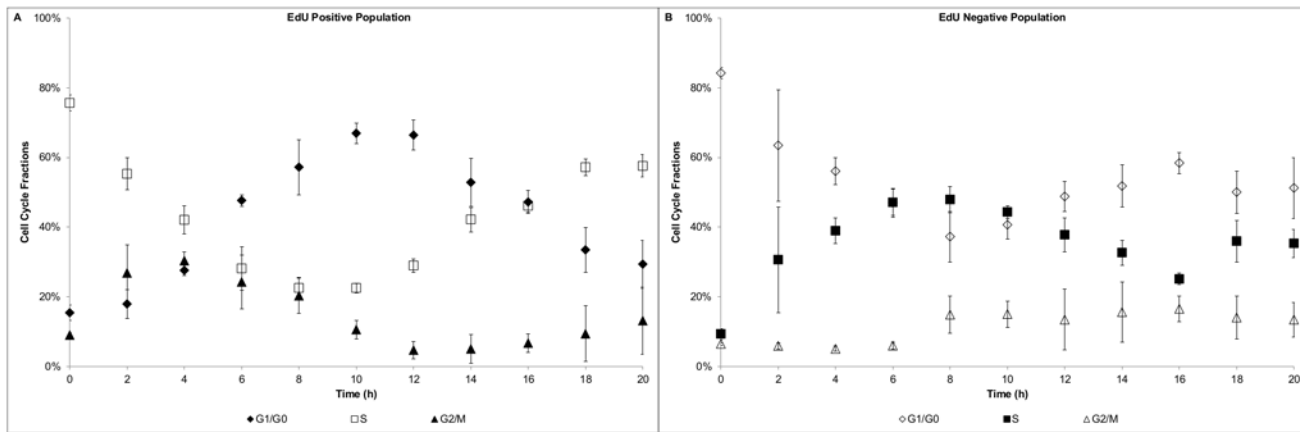 A
EdU Positive Population
100%
80%
60%
40%
20%
0%
Cell Cycle Fractions
0 2 4 6 8 10 12 14 16 18 20
Time (h)
G1/G0 S G2/M
B
EdU Negative Population
100%
80%
60%
40%
20%
0%
Cell Cycle Fractions
0 2 4 6 8 10 12 14 16 18 20
Time (h)
G1/G0 S G2/M